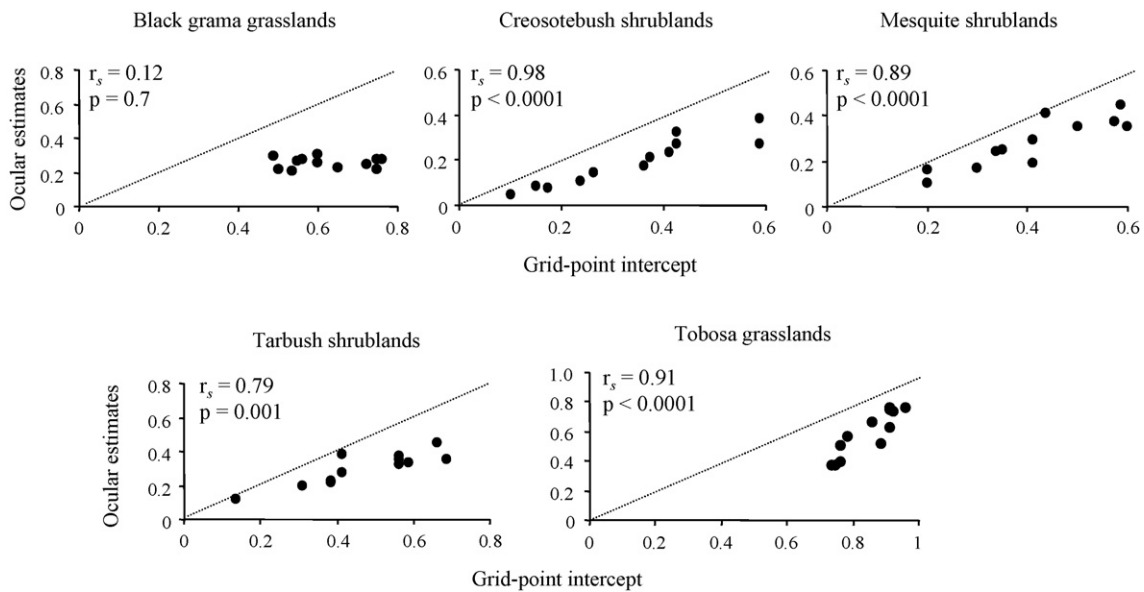 Black grama grasslands
Creosotebush shrublands
Mesquite shrublands
Ocular estimates
0.8
0.6
0.4
0.2
0
r_s = 0.12
p = 0.7
0 0.2 0.4 0.6 0.8
0.6
0.4
0.2
0
r_s = 0.98
p < 0.0001
0 0.2 0.4 0.6
0.6
0.4
0.2
0
r_s = 0.89
p < 0.0001
0 0.2 0.4 0.6
Grid-point intercept
Tarbush shrublands
Tobosa grasslands
Ocular estimates
0.8
0.6
0.4
0.2
0
r_s = 0.79
p = 0.001
0 0.2 0.4 0.6 0.8
1.0
0.8
0.6
0.4
0.2
0
r_s = 0.91
p < 0.0001
0 0.2 0.4 0.6 0.8 1
Grid-point intercept